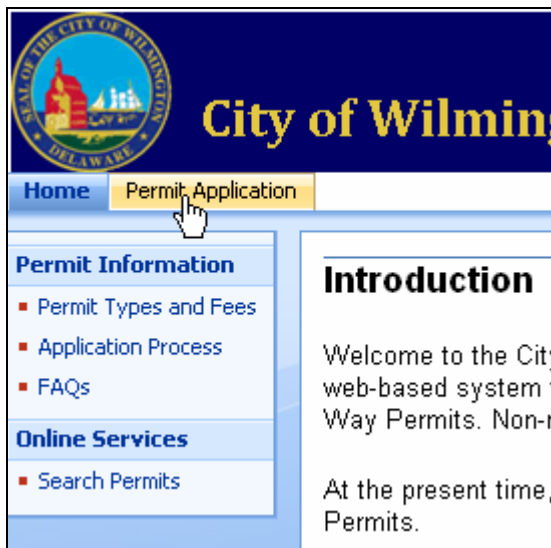 SEAL OF THE CITY OF WILMINGTON
DELAWARE
City of Wilming
Home Permit Application
Permit Information
Permit Types and Fees
Application Process
FAQs
Online Services
Search Permits
Introduction
Welcome to the City
web-based system
Way Permits. Non-
At the present time,
Permits.